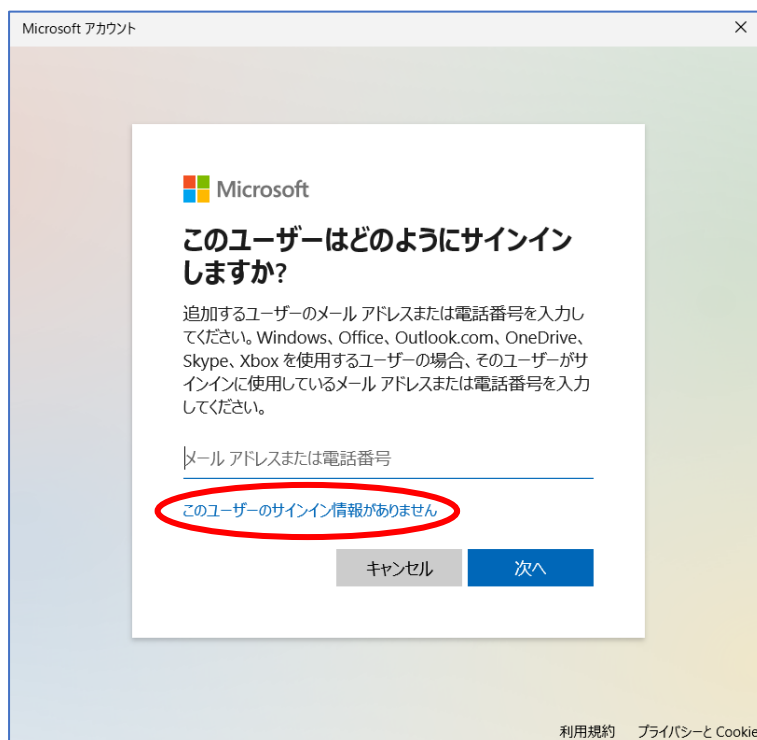 Microsoft アカウント
Microsoft
このユーザーはどのようにサインイン
しますか?
追加するユーザーのメール アドレスまたは電話番号を入力し
てください。Windows、Office、Outlook.com、OneDrive、
Skype、Xbox を使用するユーザーの場合、そのユーザーがサ
インインに使用しているメール アドレスまたは電話番号を入力
してください。
メール アドレスまたは電話番号
このユーザーのサインイン情報がありません
キャンセル 次へ
利用規約 プライバシーと Cookie